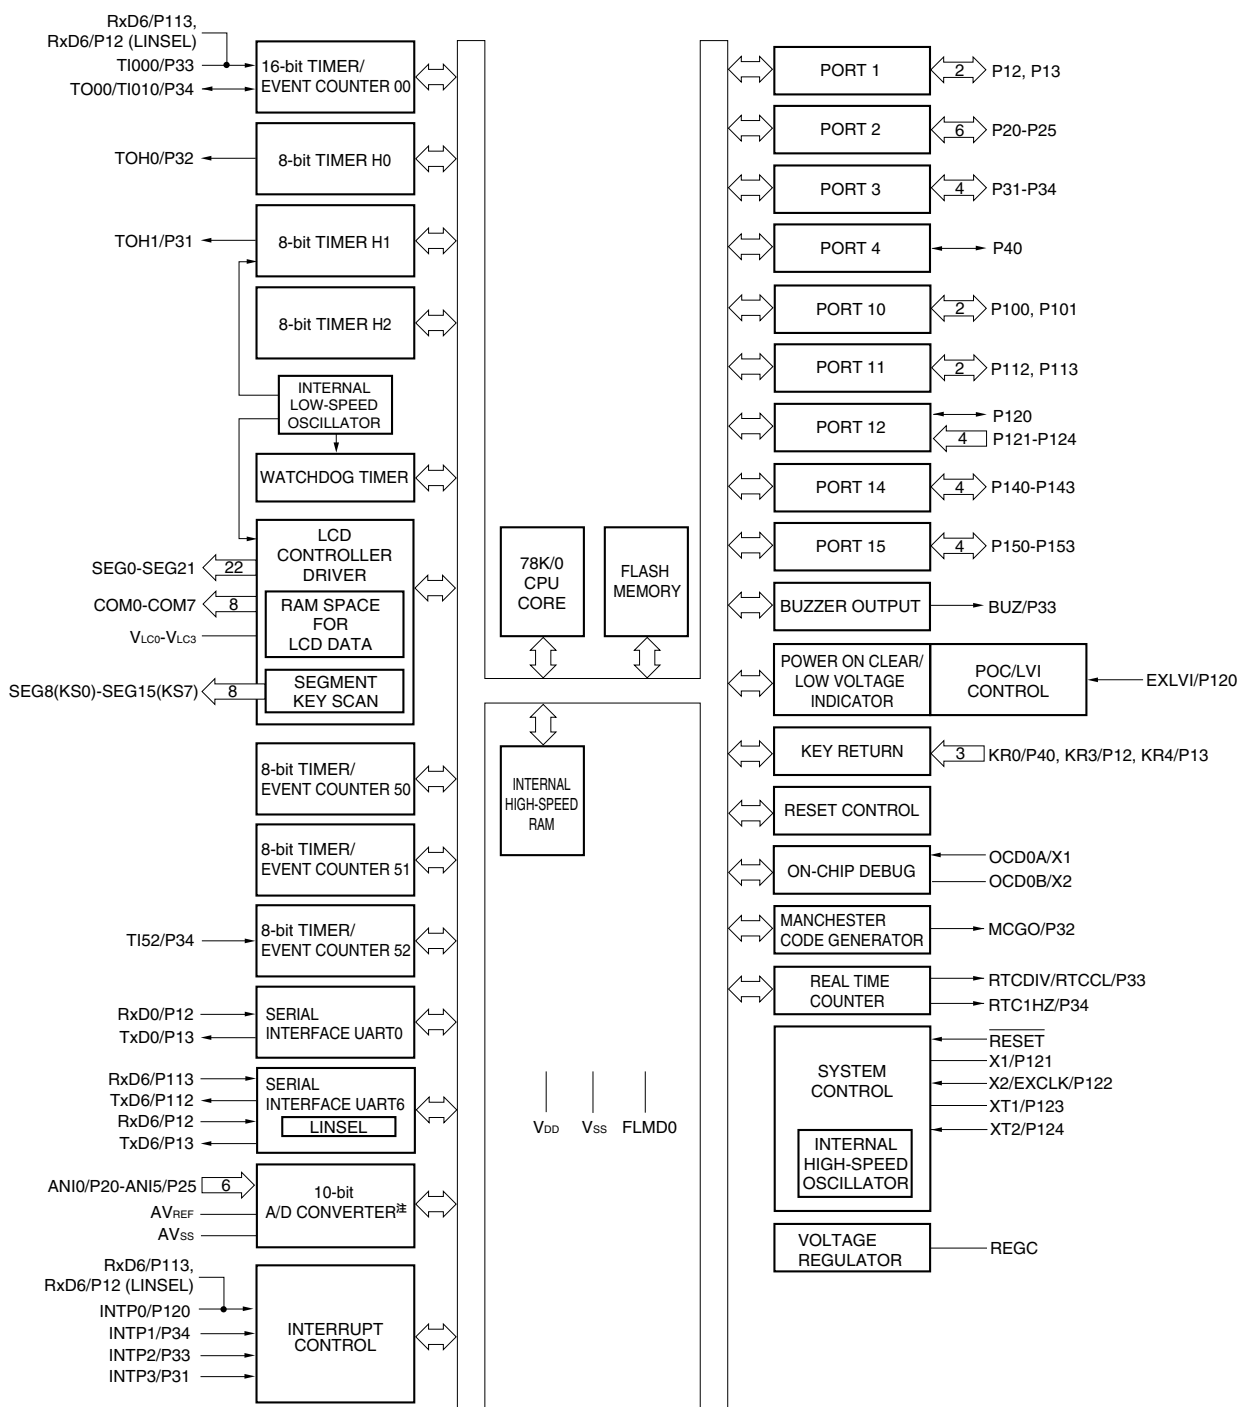 RxD6/P113,
RxD6/P12 (LINSEL)
TI000/P33
TO00/TI010/P34
16-bit TIMER/
EVENT COUNTER 00
TOH0/P32
8-bit TIMER H0
TOH1/P31
8-bit TIMER H1
8-bit TIMER H2
INTERNAL
LOW-SPEED
OSCILLATOR
WATCHDOG TIMER
LCD
CONTROLLER
DRIVER
SEG0-SEG21
22
COM0-COM7
8
VLC0-VLC3
RAM SPACE
FOR
LCD DATA
SEG8(KS0)-SEG15(KS7)
8
SEGMENT
KEY SCAN
8-bit TIMER/
EVENT COUNTER 50
8-bit TIMER/
EVENT COUNTER 51
TI52/P34
8-bit TIMER/
EVENT COUNTER 52
RxD0/P12
TxD0/P13
SERIAL
INTERFACE UART0
RxD6/P113
TxD6/P112
RxD6/P12
TxD6/P13
SERIAL
INTERFACE UART6
LINSEL
ANI0/P20-ANI5/P25
6
AVREF
AVSS
10-bit
A/D CONVERTER注
RxD6/P113,
RxD6/P12 (LINSEL)
INTP0/P120
INTP1/P34
INTP2/P33
INTP3/P31
INTERRUPT
CONTROL
78K/0
CPU
CORE
FLASH
MEMORY
INTERNAL
HIGH-SPEED
RAM
VDD
VSS
FLMD0
PORT 1
2
P12, P13
PORT 2
6
P20-P25
PORT 3
4
P31-P34
PORT 4
P40
PORT 10
2
P100, P101
PORT 11
2
P112, P113
PORT 12
P120
4
P121-P124
PORT 14
4
P140-P143
PORT 15
4
P150-P153
BUZZER OUTPUT
BUZ/P33
POWER ON CLEAR/
LOW VOLTAGE
INDICATOR
POC/LVI
CONTROL
EXLVI/P120
KEY RETURN
3
KR0/P40, KR3/P12, KR4/P13
RESET CONTROL
ON-CHIP DEBUG
OCD0A/X1
OCD0B/X2
MANCHESTER
CODE GENERATOR
MCGO/P32
REAL TIME
COUNTER
RTCDIV/RTCCL/P33
RTC1HZ/P34
SYSTEM
CONTROL
RESET
X1/P121
X2/EXCLK/P122
XT1/P123
XT2/P124
INTERNAL
HIGH-SPEED
OSCILLATOR
VOLTAGE
REGULATOR
REGC